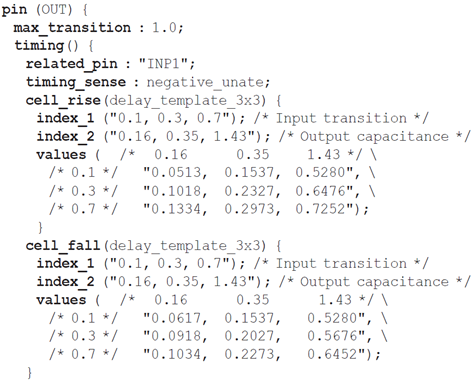 pin (OUT) {
max_transition : 1.0;
timing() {
related_pin : "INP1";
timing_sense : negative_unate;
cell_rise(delay_template_3x3) {
index_1 ("0.1, 0.3, 0.7"); /* Input transition */
index_2 ("0.16, 0.35, 1.43"); /* Output capacitance */
values ( /* 0.16 0.35 1.43 */ \
/* 0.1 */ "0.0513, 0.1537, 0.5280", \
/* 0.3 */ "0.1018, 0.2327, 0.6476", \
/* 0.7 */ "0.1334, 0.2973, 0.7252");
}
cell_fall(delay_template_3x3) {
index_1 ("0.1, 0.3, 0.7"); /* Input transition */
index_2 ("0.16, 0.35, 1.43"); /* Output capacitance */
values ( /* 0.16 0.35 1.43 */ \
/* 0.1 */ "0.0617, 0.1537, 0.5280", \
/* 0.3 */ "0.0918, 0.2027, 0.5676", \
/* 0.7 */ "0.1034, 0.2273, 0.6452");
}